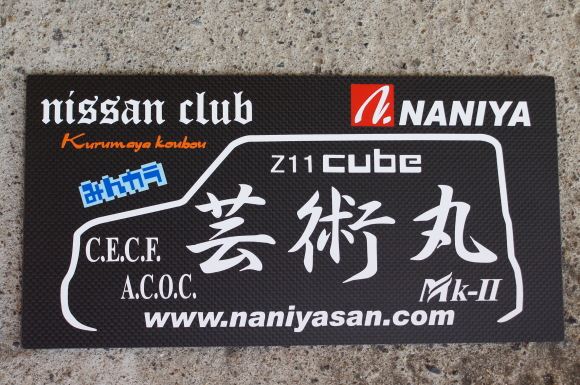 nissan club
NANIYA
Kurumaya koubou
みんカラ
Z11 cube
芸術丸
C.E.C.F.
A.C.O.C.
Mk-II
www.naniyasan.com